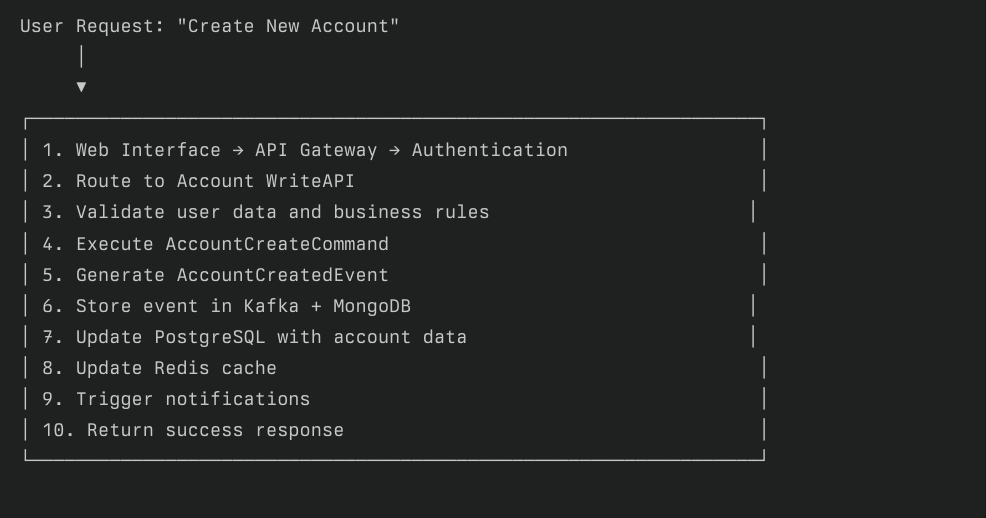 User Request: "Create New Account"
1. Web Interface → API Gateway → Authentication
2. Route to Account WriteAPI
3. Validate user data and business rules
4. Execute AccountCreateCommand
5. Generate AccountCreatedEvent
6. Store event in Kafka + MongoDB
7. Update PostgreSQL with account data
8. Update Redis cache
9. Trigger notifications
10. Return success response